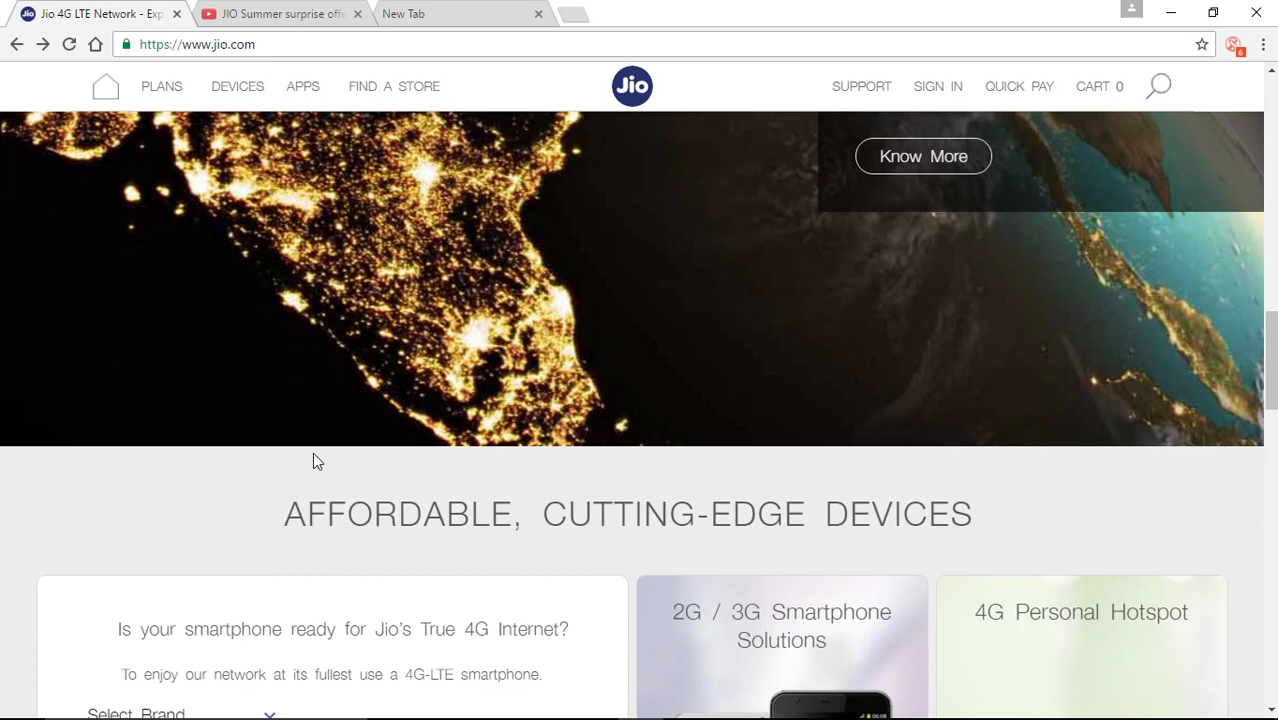 Jio 4G LTE Network - Exp
JIO Summer surprise offe
New Tab
https://www.jio.com
6
PLANS
DEVICES
APPS
FIND A STORE
Jio
SUPPORT
SIGN IN
QUICK PAY
CART 0
Know More
AFFORDABLE, CUTTING-EDGE DEVICES
Is your smartphone ready for Jio's True 4G Internet?
To enjoy our network at its fullest use a 4G-LTE smartphone.
Select Brand
2G / 3G Smartphone
Solutions
4G Personal Hotspot